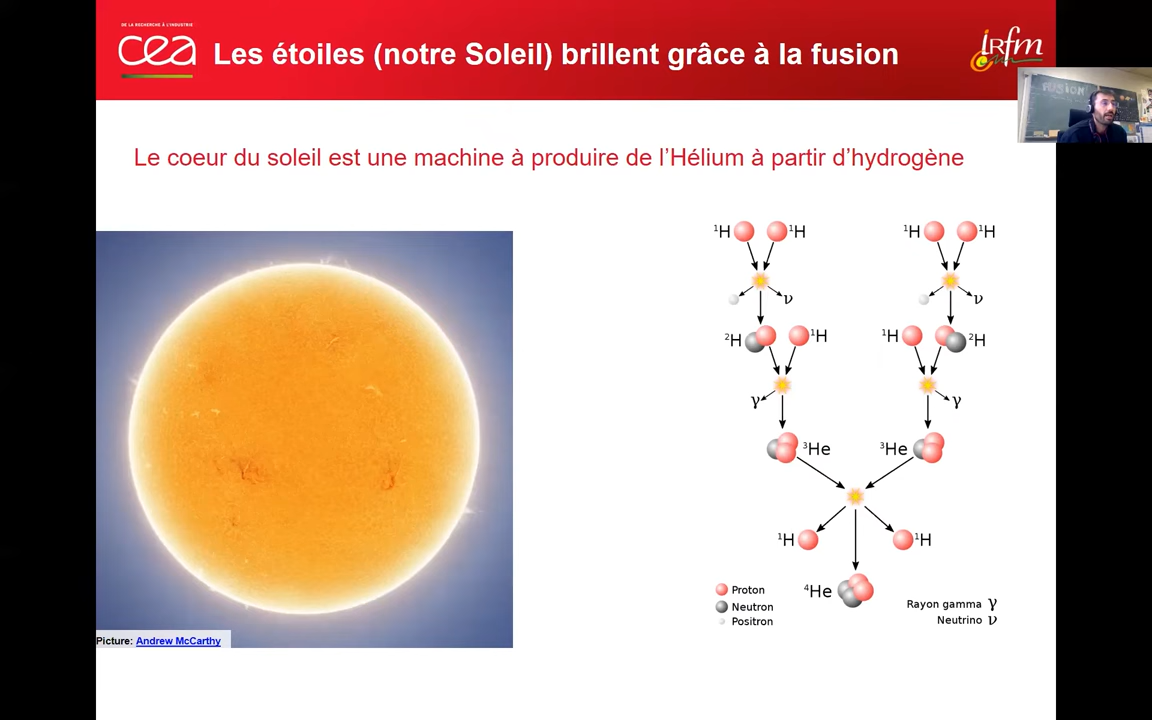 DE LA RECHERCHE À L'INDUSTRIE
cea
Les étoiles (notre Soleil) brillent grâce à la fusion
irfm
FUSION
Le coeur du soleil est une machine à produire de l'Hélium à partir d'hydrogène
¹H ¹H ¹H ¹H
ν ν
²H ¹H ¹H ²H
γ γ
³He ³He
¹H ¹H
⁴He
Proton
Neutron
Positron
Rayon gamma γ
Neutrino ν
Picture: Andrew McCarthy